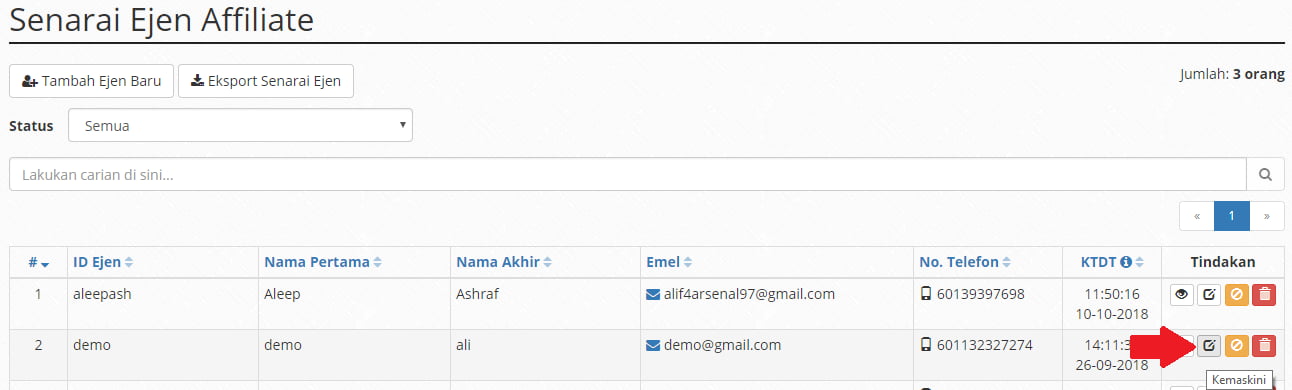 Senarai Ejen Affiliate
Tambah Ejen Baru Eksport Senarai Ejen Jumlah: 3 orang
Status Semua
Lakukan carian di sini...
« 1 »
# ID Ejen Nama Pertama Nama Akhir Emel No. Telefon KTDT Tindakan
1 aleepash Aleep Ashraf alif4arsenal97@gmail.com 60139397698 11:50:16
10-10-2018
2 demo demo ali demo@gmail.com 601132327274 14:11:3
26-09-2018
Kemaskini